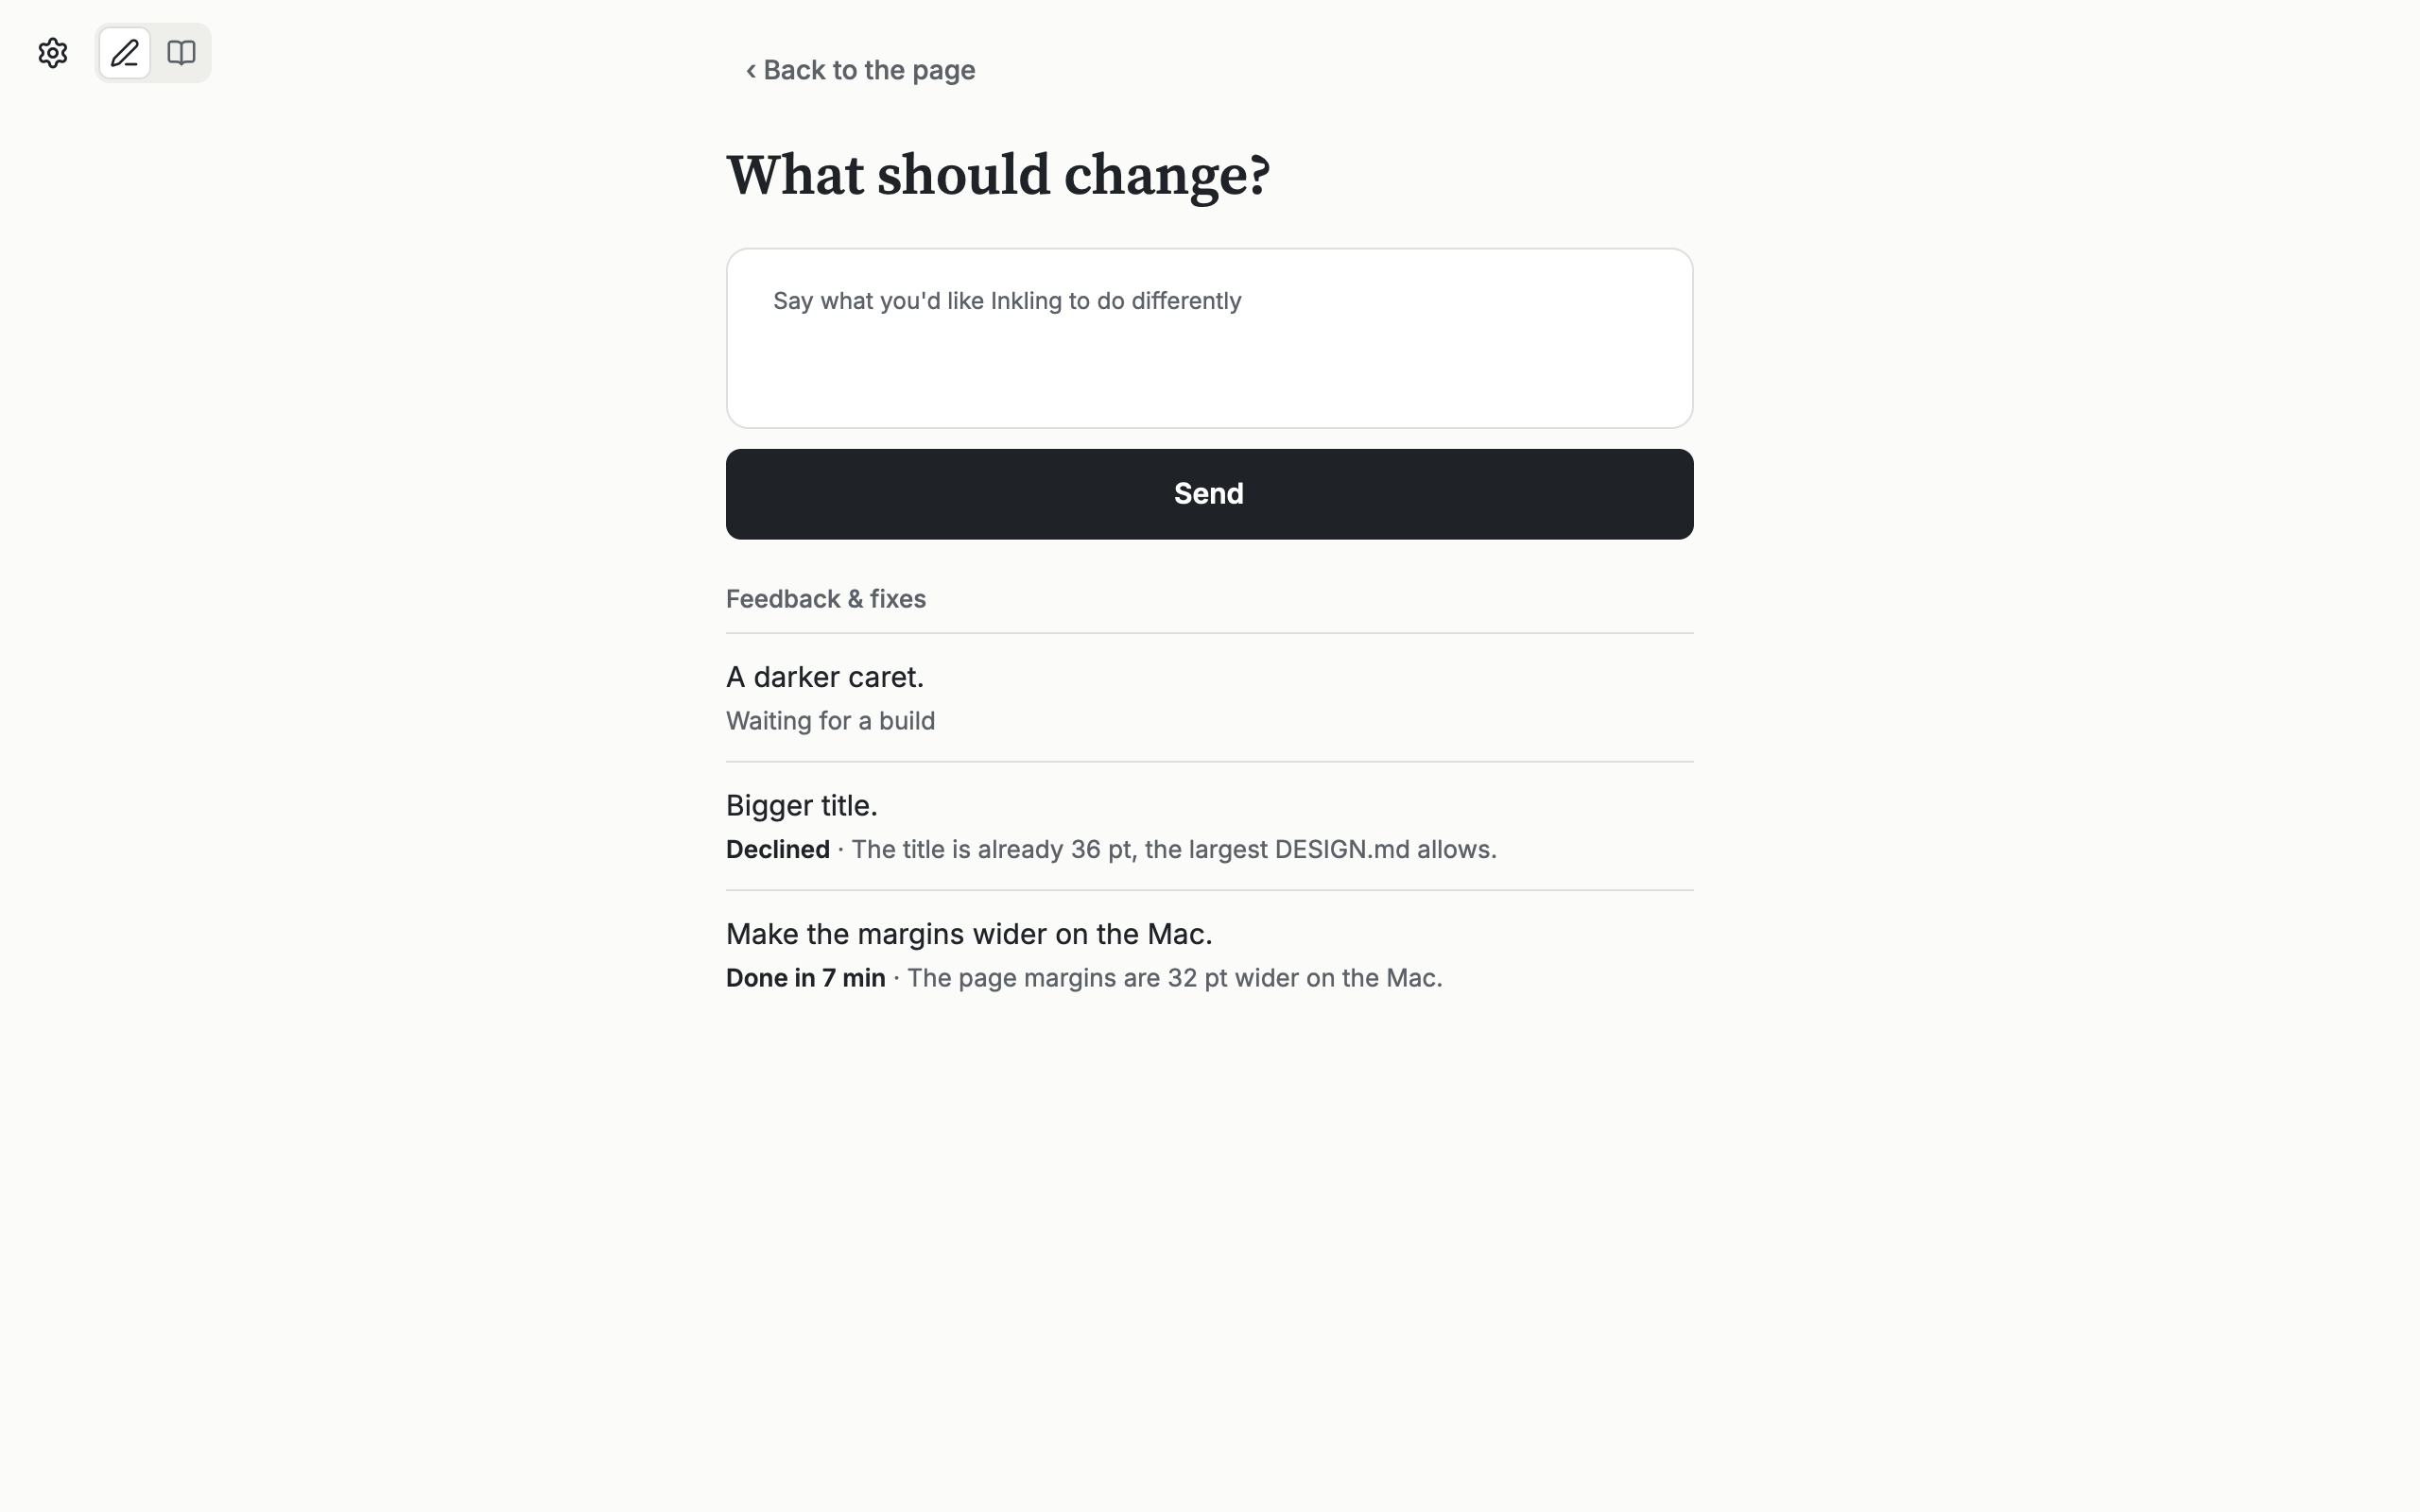 ‹ Back to the page
What should change?
Say what you'd like Inkling to do differently
Send
Feedback & fixes
A darker caret.
Waiting for a build
Bigger title.
Declined · The title is already 36 pt, the largest DESIGN.md allows.
Make the margins wider on the Mac.
Done in 7 min · The page margins are 32 pt wider on the Mac.